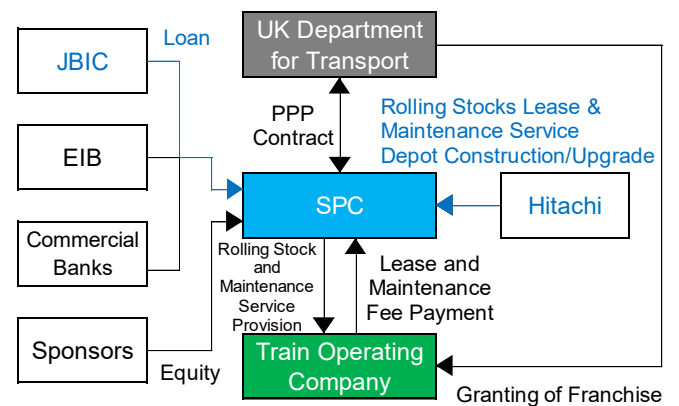 Loan
JBIC
UK Department
for Transport
PPP
Contract
Rolling Stocks Lease &
Maintenance Service
Depot Construction/Upgrade
EIB
SPC
Hitachi
Commercial
Banks
Rolling Stock
and
Maintenance
Service
Provision
Lease and
Maintenance
Fee Payment
Sponsors
Equity
Train Operating
Company
Granting of Franchise